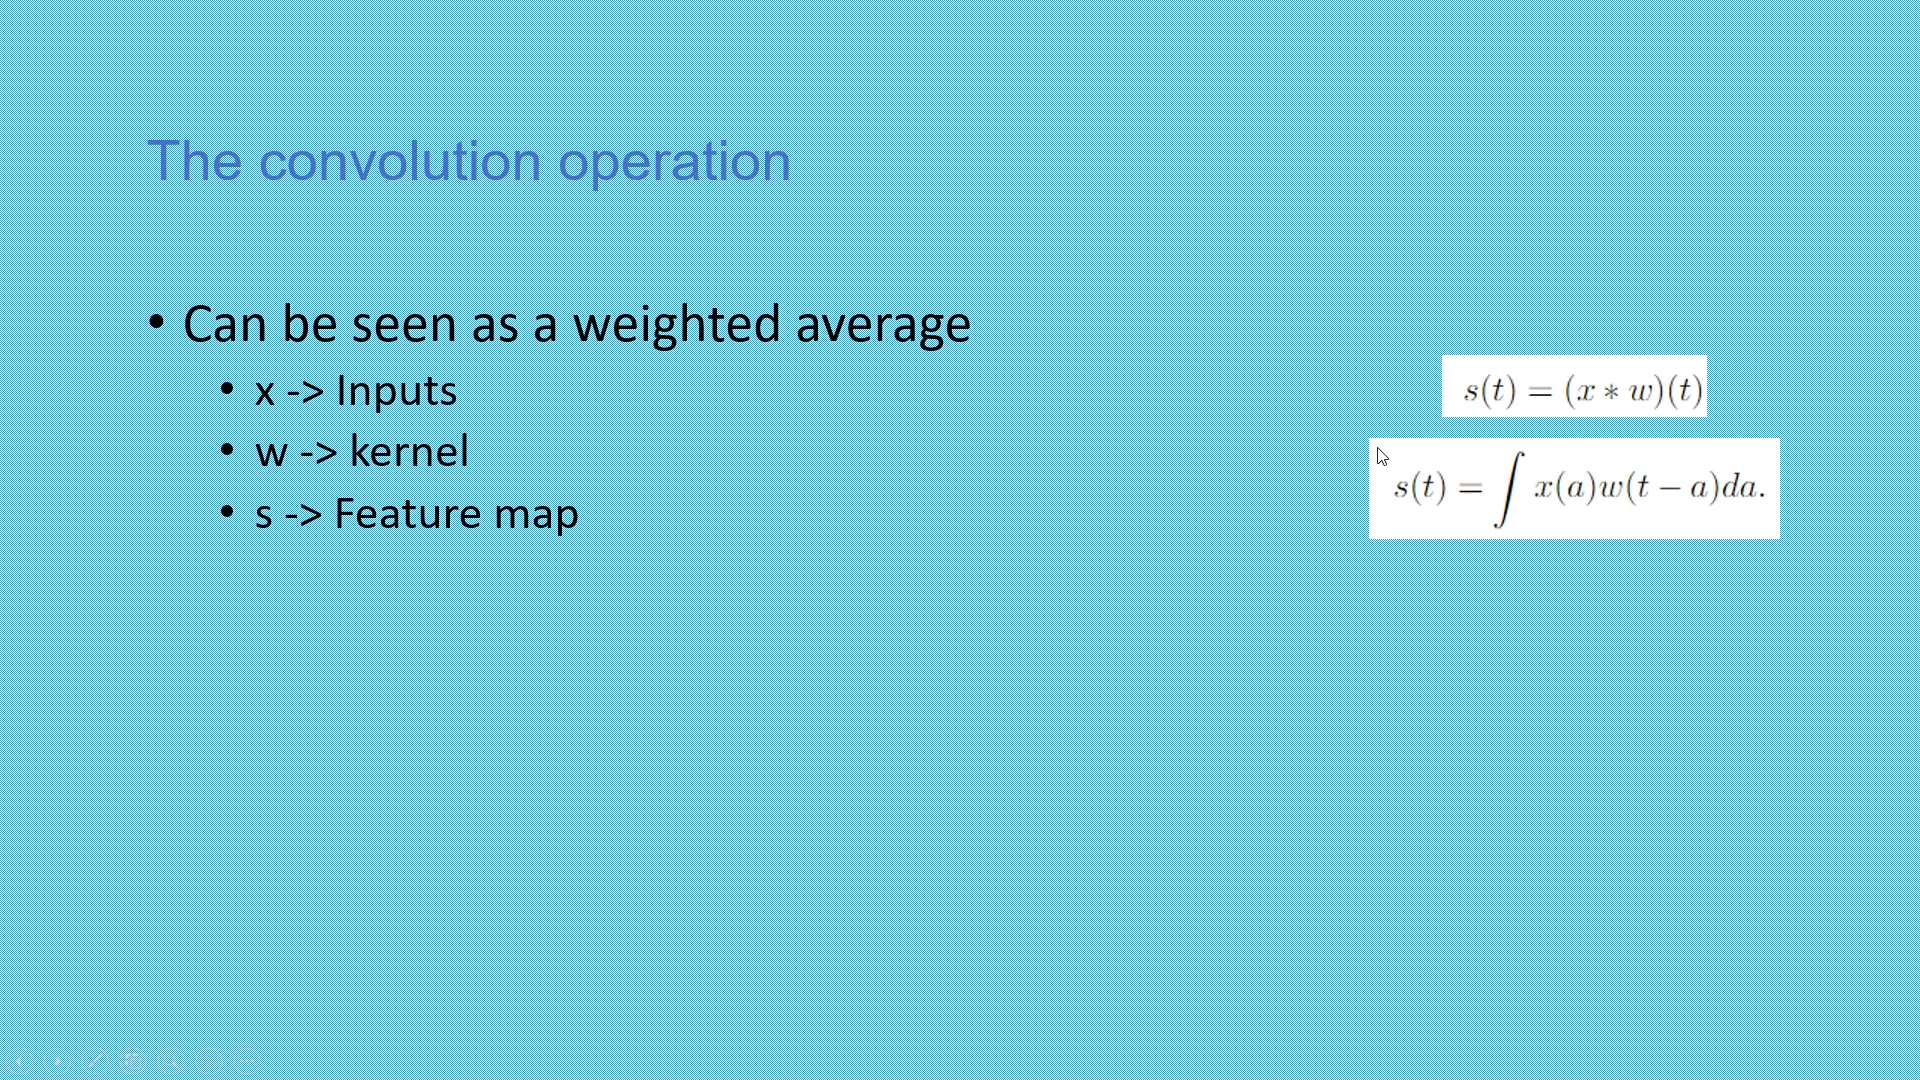 The convolution operation
• Can be seen as a weighted average
• x -> Inputs
• w -> kernel
• s -> Feature map
s(t) = (x ∗ w)(t)
s(t) = ∫ x(a)w(t − a)da.